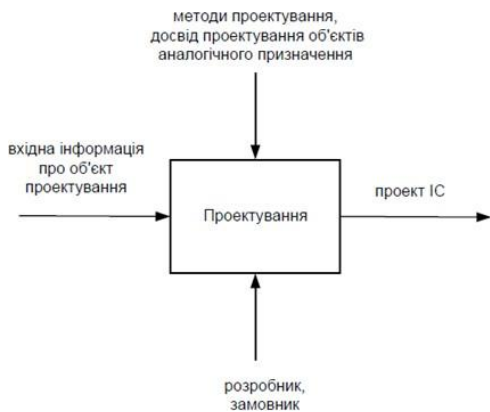 методи проектування,
досвід проектування об'єктів
аналогічного призначення
вхідна інформація
про об'єкт
проектування
Проектування
проект ІС
розробник,
замовник